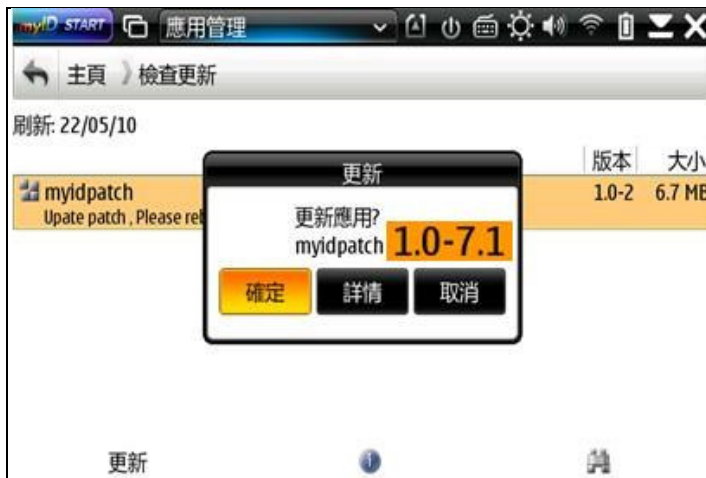 myID START 應用管理
主頁 》檢查更新
刷新: 22/05/10
版本 大小
myidpatch 1.0-2 6.7 MB
Upate patch , Please reb
更新
更新應用?
myidpatch 1.0-7.1
確定 詳情 取消
更新